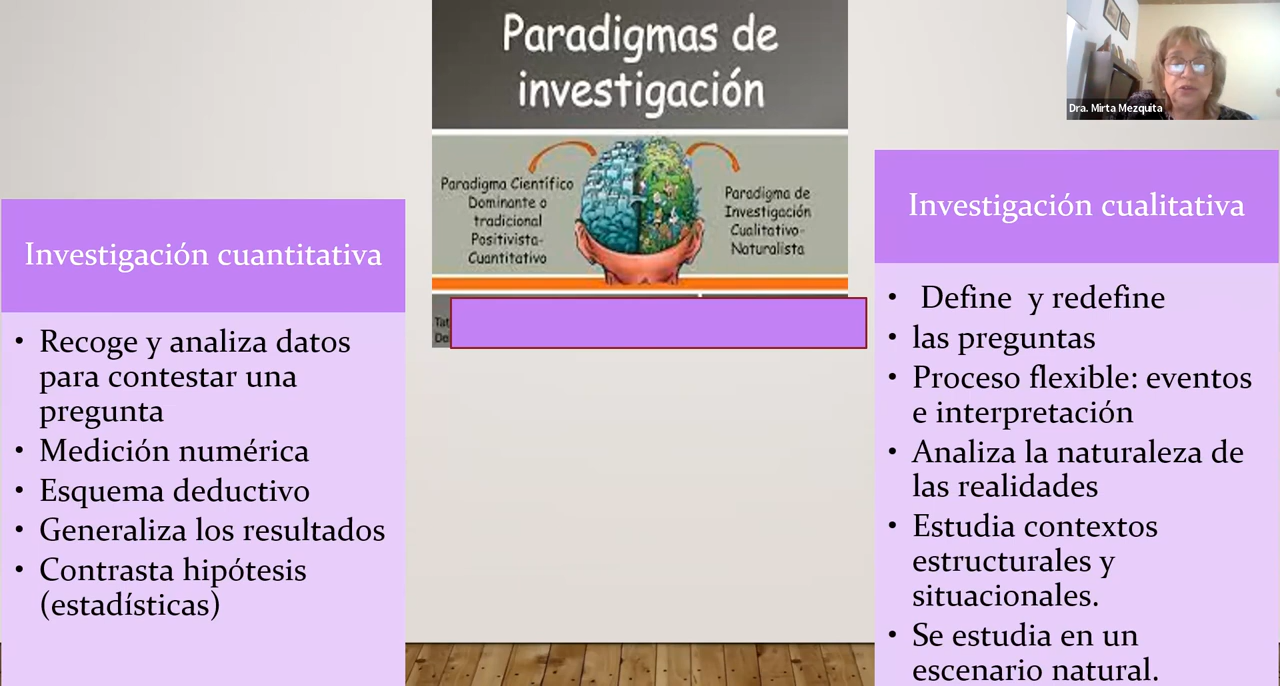 Paradigmas de
investigación
Dra. Mirta Mezquita
Paradigma Científico
Dominante o
tradicional
Positivista-
Cuantitativo
Paradigma de
Investigación
Cualitativo-
Naturalista
Investigación cuantitativa
• Recoge y analiza datos
para contestar una
pregunta
• Medición numérica
• Esquema deductivo
• Generaliza los resultados
• Contrasta hipótesis
(estadísticas)
Investigación cualitativa
• Define y redefine
• las preguntas
• Proceso flexible: eventos
e interpretación
• Analiza la naturaleza de
las realidades
• Estudia contextos
estructurales y
situacionales.
• Se estudia en un
escenario natural.